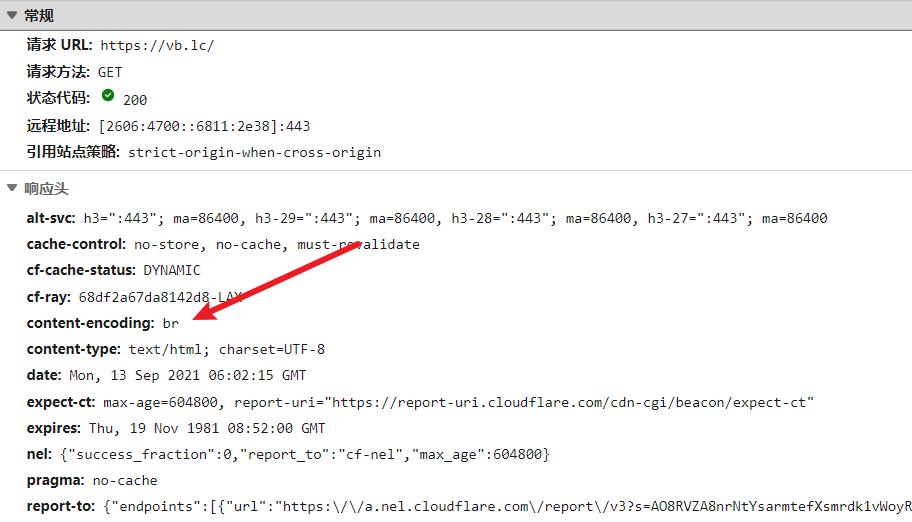 常规
请求 URL: https://vb.lc/
请求方法: GET
状态代码: 200
远程地址: [2606:4700::6811:2e38]:443
引用站点策略: strict-origin-when-cross-origin
响应头
alt-svc: h3=":443"; ma=86400, h3-29=":443"; ma=86400, h3-28=":443"; ma=86400, h3-27=":443"; ma=86400
cache-control: no-store, no-cache, must-revalidate
cf-cache-status: DYNAMIC
cf-ray: 68df2a67da8142d8-LAX
content-encoding: br
content-type: text/html; charset=UTF-8
date: Mon, 13 Sep 2021 06:02:15 GMT
expect-ct: max-age=604800, report-uri="https://report-uri.cloudflare.com/cdn-cgi/beacon/expect-ct"
expires: Thu, 19 Nov 1981 08:52:00 GMT
nel: {"success_fraction":0,"report_to":"cf-nel","max_age":604800}
pragma: no-cache
report-to: {"endpoints":[{"url":"https:\/\/a.nel.cloudflare.com\/report\/v3?s=AO8RVZA8nrNtYsarmtefXsmrdk1vWoyR